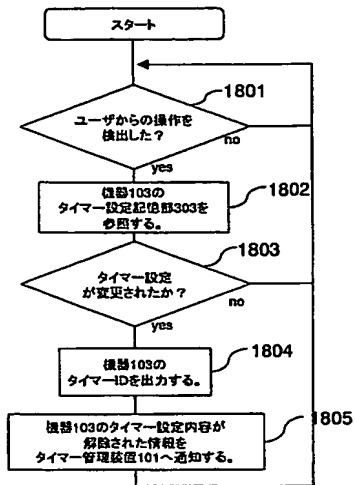 スタート
1801
ユーザからの操作を
検出した？
no
yes
1802
機器103の
タイマー設定記憶部303を
参照する。
1803
タイマー設定
が変更されたか？
no
yes
1804
機器103の
タイマーIDを出力する。
1805
機器103のタイマー設定内容が
解除された情報を
タイマー管理装置101へ通知する。